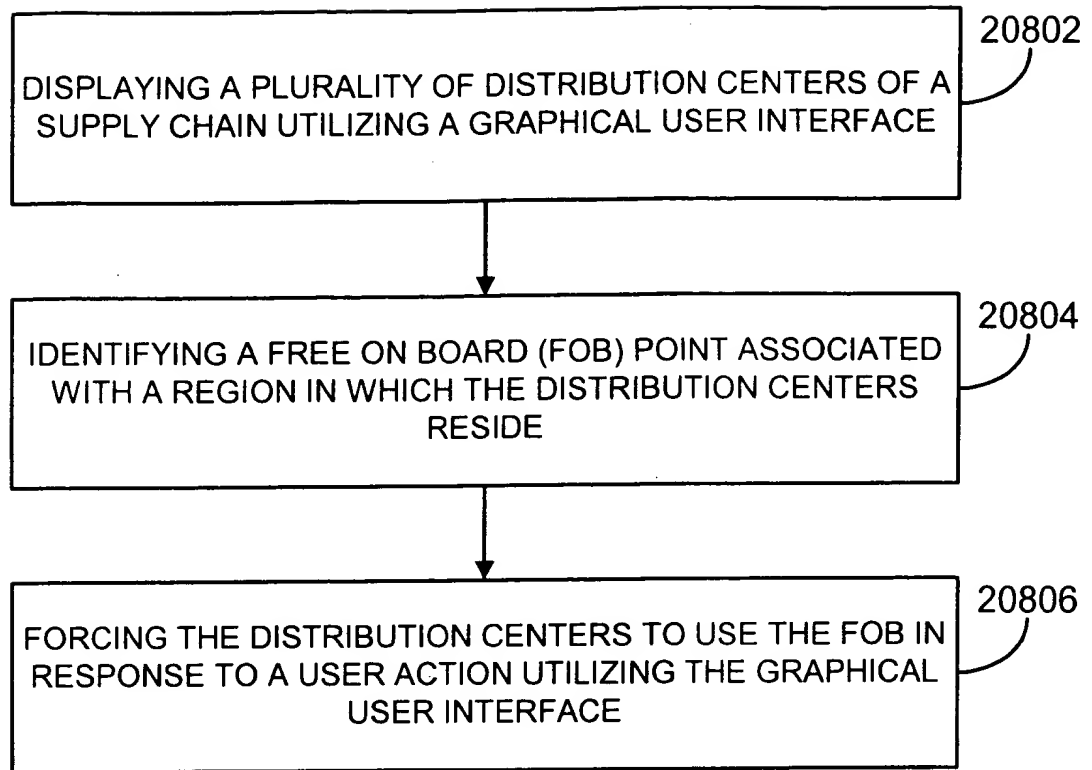 20802
DISPLAYING A PLURALITY OF DISTRIBUTION CENTERS OF A
SUPPLY CHAIN UTILIZING A GRAPHICAL USER INTERFACE
20804
IDENTIFYING A FREE ON BOARD (FOB) POINT ASSOCIATED
WITH A REGION IN WHICH THE DISTRIBUTION CENTERS
RESIDE
20806
FORCING THE DISTRIBUTION CENTERS TO USE THE FOB IN
RESPONSE TO A USER ACTION UTILIZING THE GRAPHICAL
USER INTERFACE